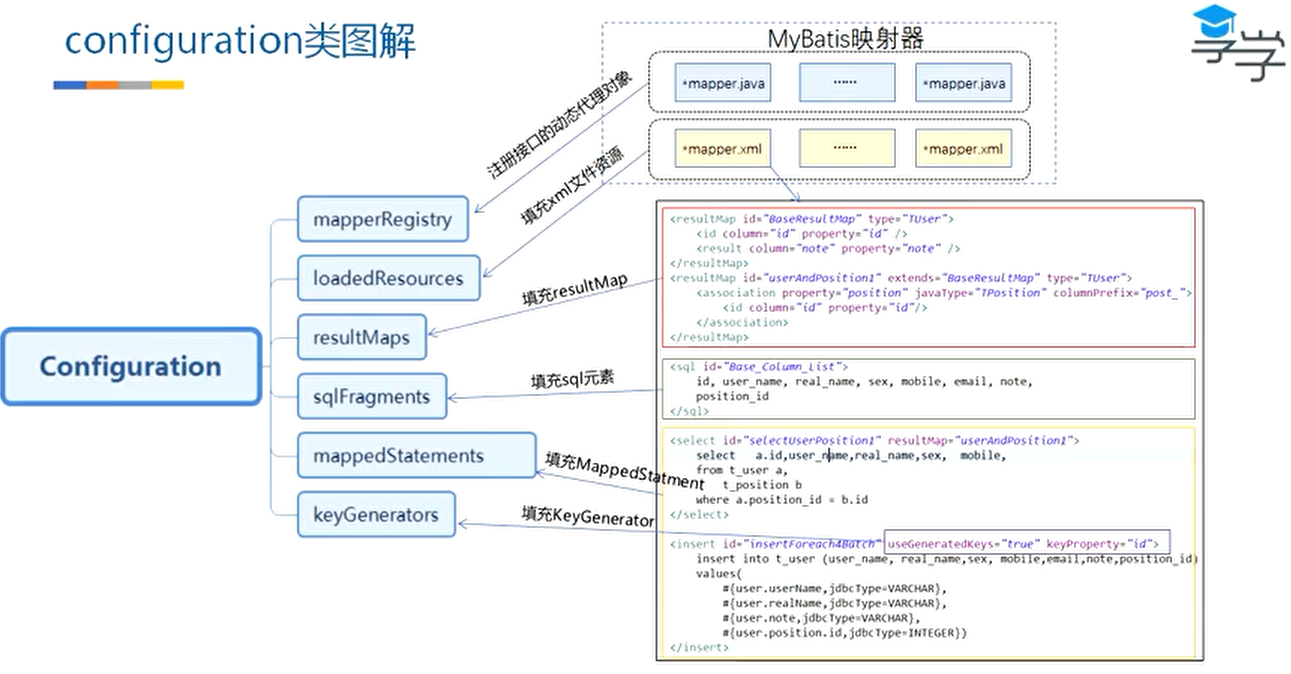 configuration类图解
享学
MyBatis映射器
*mapper.java
······
*mapper.java
*mapper.xml
······
*mapper.xml
注册接口的动态代理对象
填充xml文件资源
填充resultMap
填充sql元素
填充MappedStatment
填充KeyGenerator
Configuration
mapperRegistry
loadedResources
resultMaps
sqlFragments
mappedStatements
keyGenerators
<resultMap id="BaseResultMap" type="TUser">
<id column="id" property="id" />
<result column="note" property="note" />
</resultMap>
<resultMap id="userAndPosition1" extends="BaseResultMap" type="TUser">
<association property="position" javaType="TPosition" columnPrefix="post_">
<id column="id" property="id"/>
</association>
</resultMap>
<sql id="Base_Column_List">
id, user_name, real_name, sex, mobile, email, note,
position_id
</sql>
<select id="selectUserPosition1" resultMap="userAndPosition1">
select a.id,user_name,real_name,sex, mobile,
from t_user a,
t_position b
where a.position_id = b.id
</select>
<insert id="insertForeach4Batch" useGeneratedKeys="true" keyProperty="id">
insert into t_user (user_name, real_name,sex, mobile,email,note,position_id)
values(
#{user.userName,jdbcType=VARCHAR},
#{user.realName,jdbcType=VARCHAR},
#{user.note,jdbcType=VARCHAR},
#{user.position.id,jdbcType=INTEGER})
</insert>